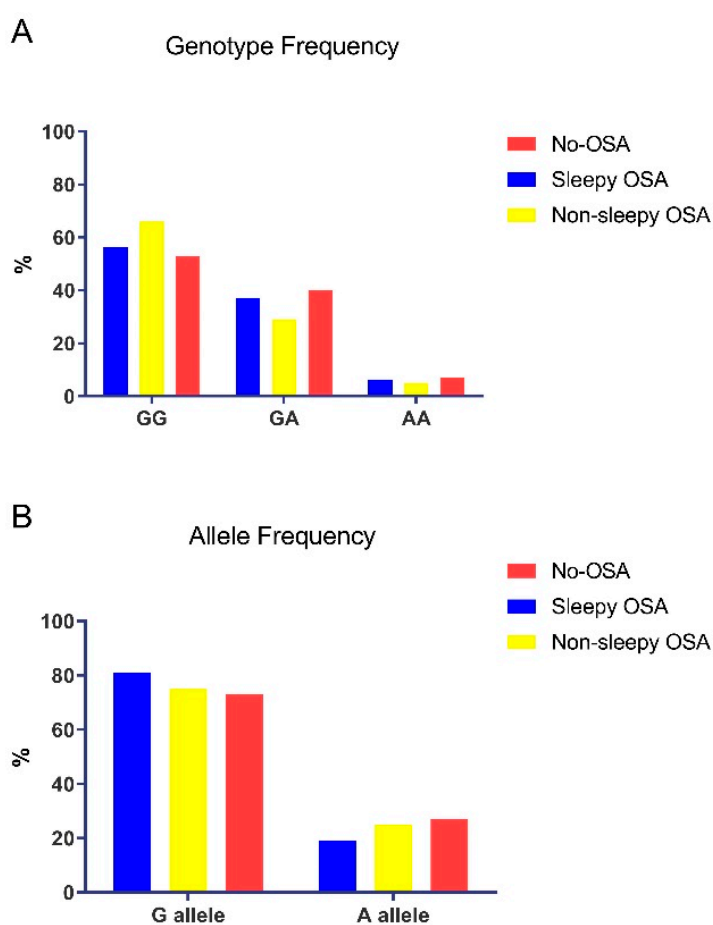 A
Genotype Frequency
No-OSA
Sleepy OSA
Non-sleepy OSA
%
100
80
60
40
20
0
GG GA AA
B
Allele Frequency
No-OSA
Sleepy OSA
Non-sleepy OSA
%
100
80
60
40
20
0
G allele A allele